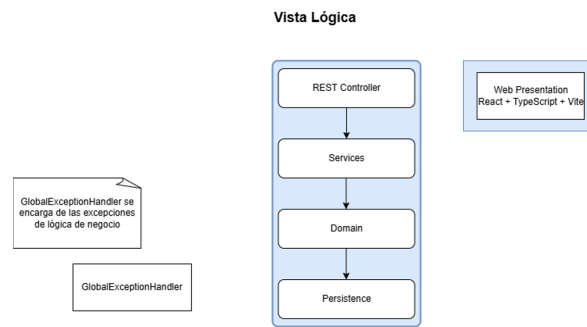 Vista Lógica
REST Controller
Web Presentation
React + TypeScript + Vite
Services
GlobalExceptionHandler se
encarga de las excepciones
de lógica de negocio
Domain
GlobalExceptionHandler
Persistence